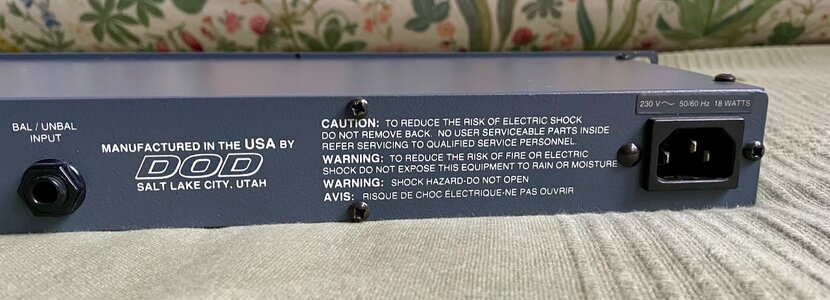 BAL / UNBAL
INPUT
MANUFACTURED IN THE USA BY
DOD
SALT LAKE CITY, UTAH
CAUTION: TO REDUCE THE RISK OF ELECTRIC SHOCK
DO NOT REMOVE BACK. NO USER SERVICEABLE PARTS INSIDE
REFER SERVICING TO QUALIFIED SERVICE PERSONNEL.
WARNING: TO REDUCE THE RISK OF FIRE OR ELECTRIC
SHOCK DO NOT EXPOSE THIS EQUIPMENT TO RAIN OR MOISTURE
WARNING: SHOCK HAZARD-DO NOT OPEN
AVIS: RISQUE DE CHOC ÉLECTRIQUE-NE PAS OUVRIR
230 V~ 50/60 Hz 18 WATTS